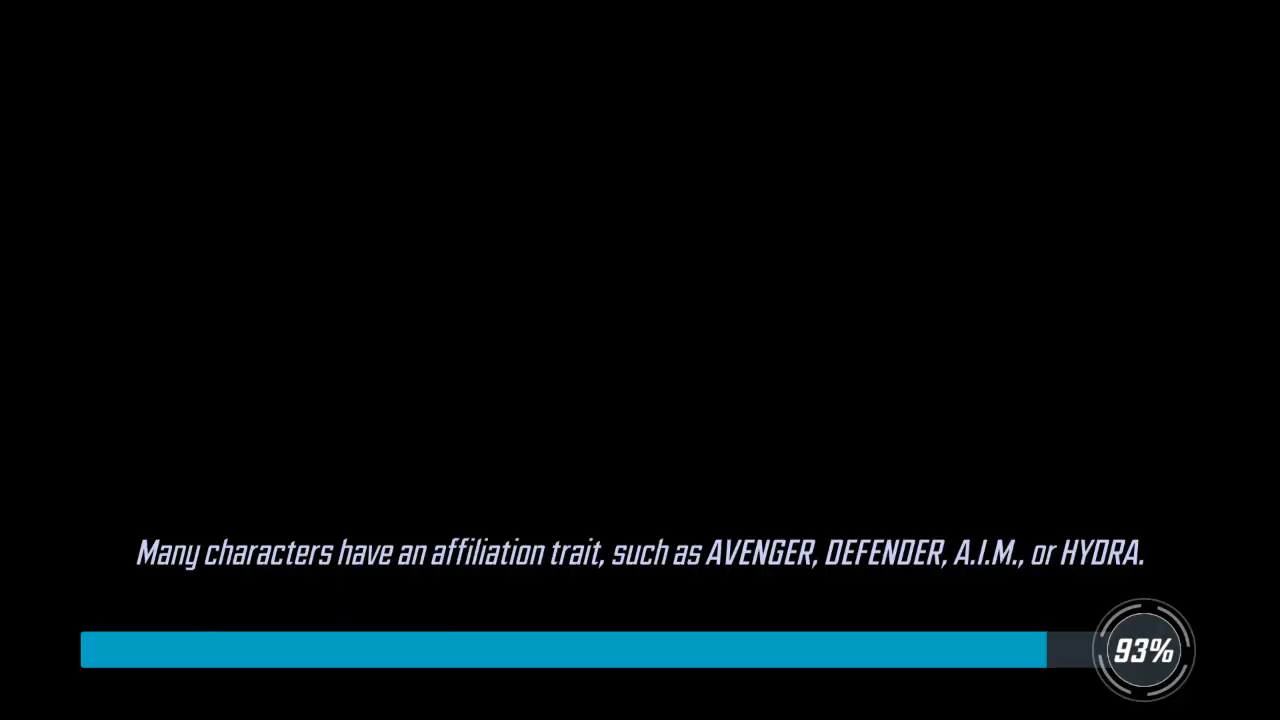 Many characters have an affiliation trait, such as AVENGER, DEFENDER, A.I.M., or HYDRA.
93%